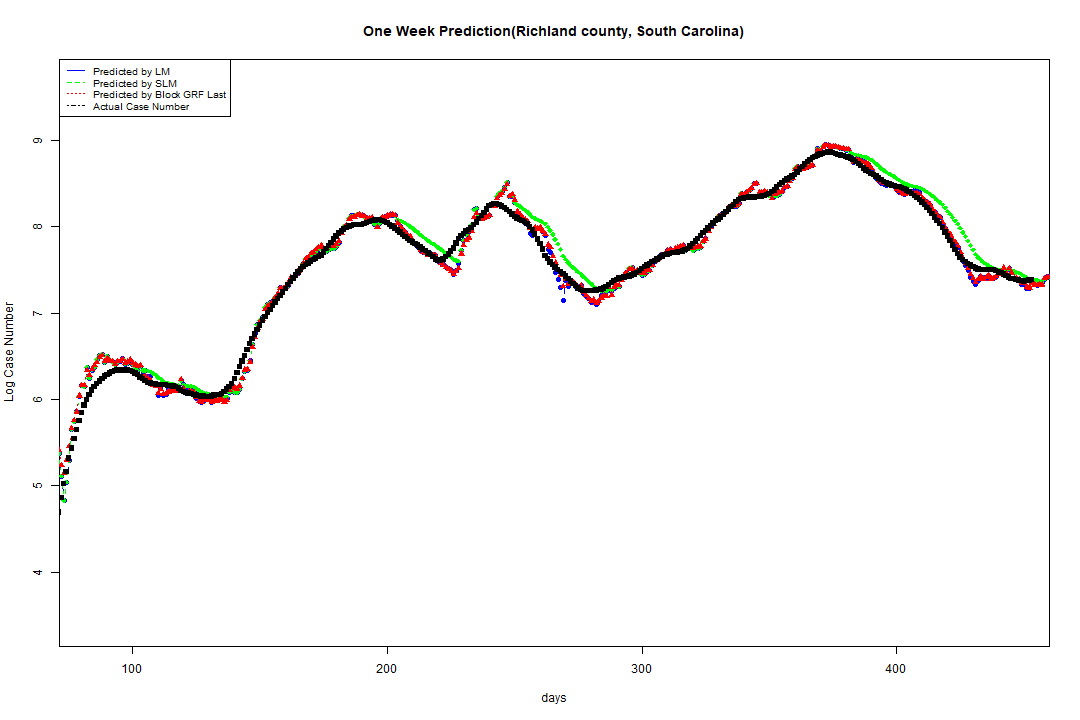 One Week Prediction(Richland county, South Carolina)
Predicted by LM
Predicted by SLM
Predicted by Block GRF Last
Actual Case Number
9
8
7
6
5
4
Log Case Number
100 200 300 400
days